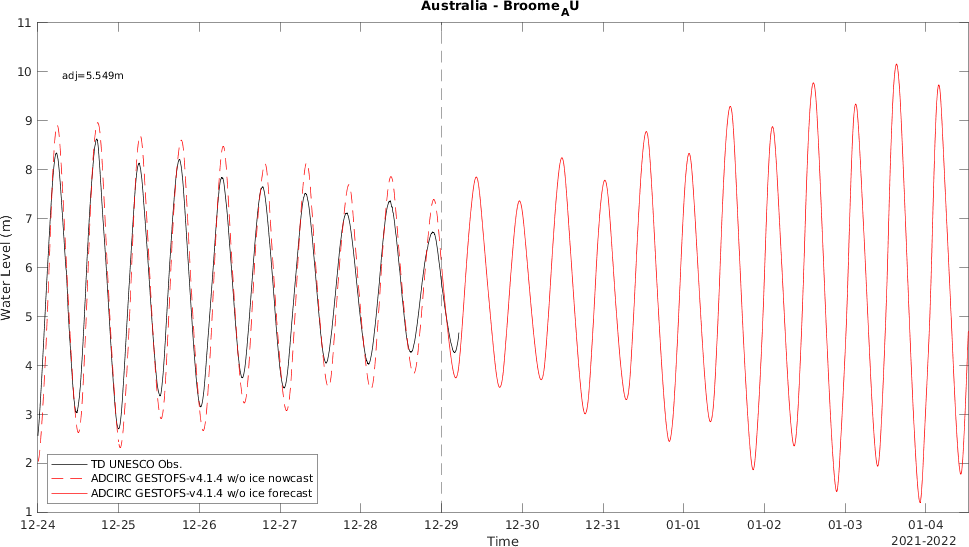 Australia - Broome_AU
11
10
9
8
7
6
5
4
3
2
1
Water Level (m)
adj=5.549m
TD UNESCO Obs.
ADCIRC GESTOFS-v4.1.4 w/o ice nowcast
ADCIRC GESTOFS-v4.1.4 w/o ice forecast
12-24 12-25 12-26 12-27 12-28 12-29 12-30 12-31 01-01 01-02 01-03 01-04
Time
2021-2022